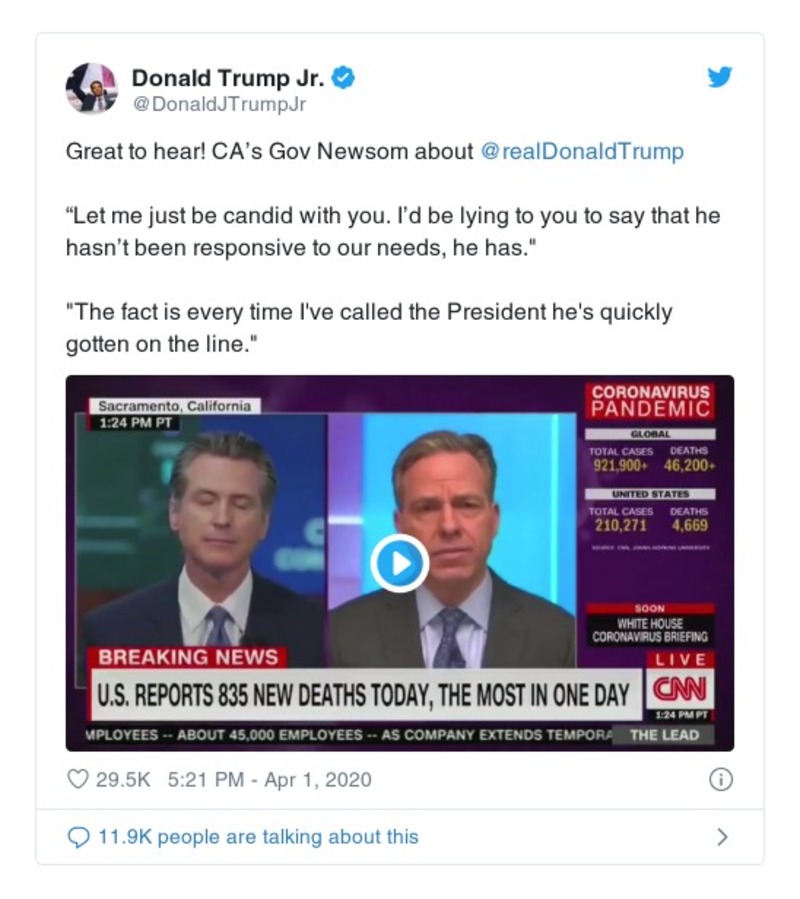 Donald Trump Jr.
@DonaldJTrumpJr
Great to hear! CA’s Gov Newsom about @realDonaldTrump
“Let me just be candid with you. I’d be lying to you to say that he
hasn’t been responsive to our needs, he has."
"The fact is every time I've called the President he's quickly
gotten on the line."
Sacramento, California
1:24 PM PT
CORONAVIRUS
PANDEMIC
GLOBAL
TOTAL CASES DEATHS
921,900+ 46,200+
UNITED STATES
TOTAL CASES DEATHS
210,271 4,669
SOURCE: CNN, JOHNS HOPKINS UNIVERSITY
SOON
WHITE HOUSE
CORONAVIRUS BRIEFING
BREAKING NEWS
U.S. REPORTS 835 NEW DEATHS TODAY, THE MOST IN ONE DAY
LIVE
CNN
1:24 PM PT
MPLOYEES -- ABOUT 45,000 EMPLOYEES -- AS COMPANY EXTENDS TEMPORA
THE LEAD
29.5K 5:21 PM - Apr 1, 2020
11.9K people are talking about this